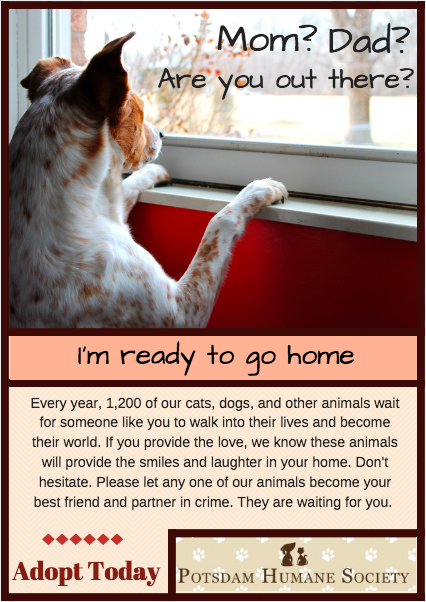 Mom? Dad?
Are you out there?
I'm ready to go home
Every year, 1,200 of our cats, dogs, and other animals wait
for someone like you to walk into their lives and become
their world. If you provide the love, we know these animals
will provide the smiles and laughter in your home. Don't
hesitate. Please let any one of our animals become your
best friend and partner in crime. They are waiting for you.
Adopt Today
Potsdam Humane Society